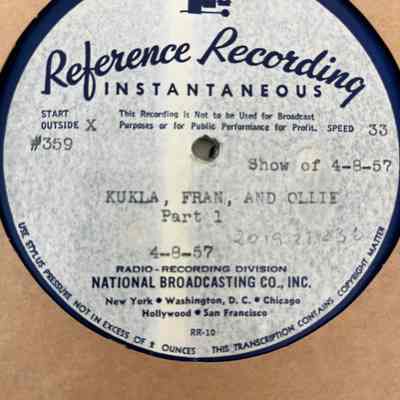 Reference Recording
INSTANTANEOUS
START
OUTSIDE X
This Recording is Not to be Used for Broadcast
Purposes or for Public Performance for Profit.
SPEED 33
#359
Show of 4-8-57
KUKLA, FRAN, AND OLLIE
Part 1
4-8-57
RADIO-RECORDING DIVISION
NATIONAL BROADCASTING CO., INC.
New York • Washington, D. C. • Chicago
Hollywood • San Francisco
RR-10
USE STYLUS PRESSURE NOT IN EXCESS OF 2 OUNCES THIS TRANSCRIPTION CONTAINS COPYRIGHT MATTER